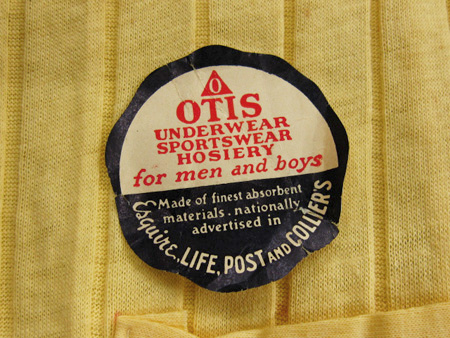 O
OTIS
UNDERWEAR
SPORTSWEAR
HOSIERY
for men and boys
Made of finest absorbent
materials. nationally
advertised in
Esquire, LIFE, POST AND COLLIER'S